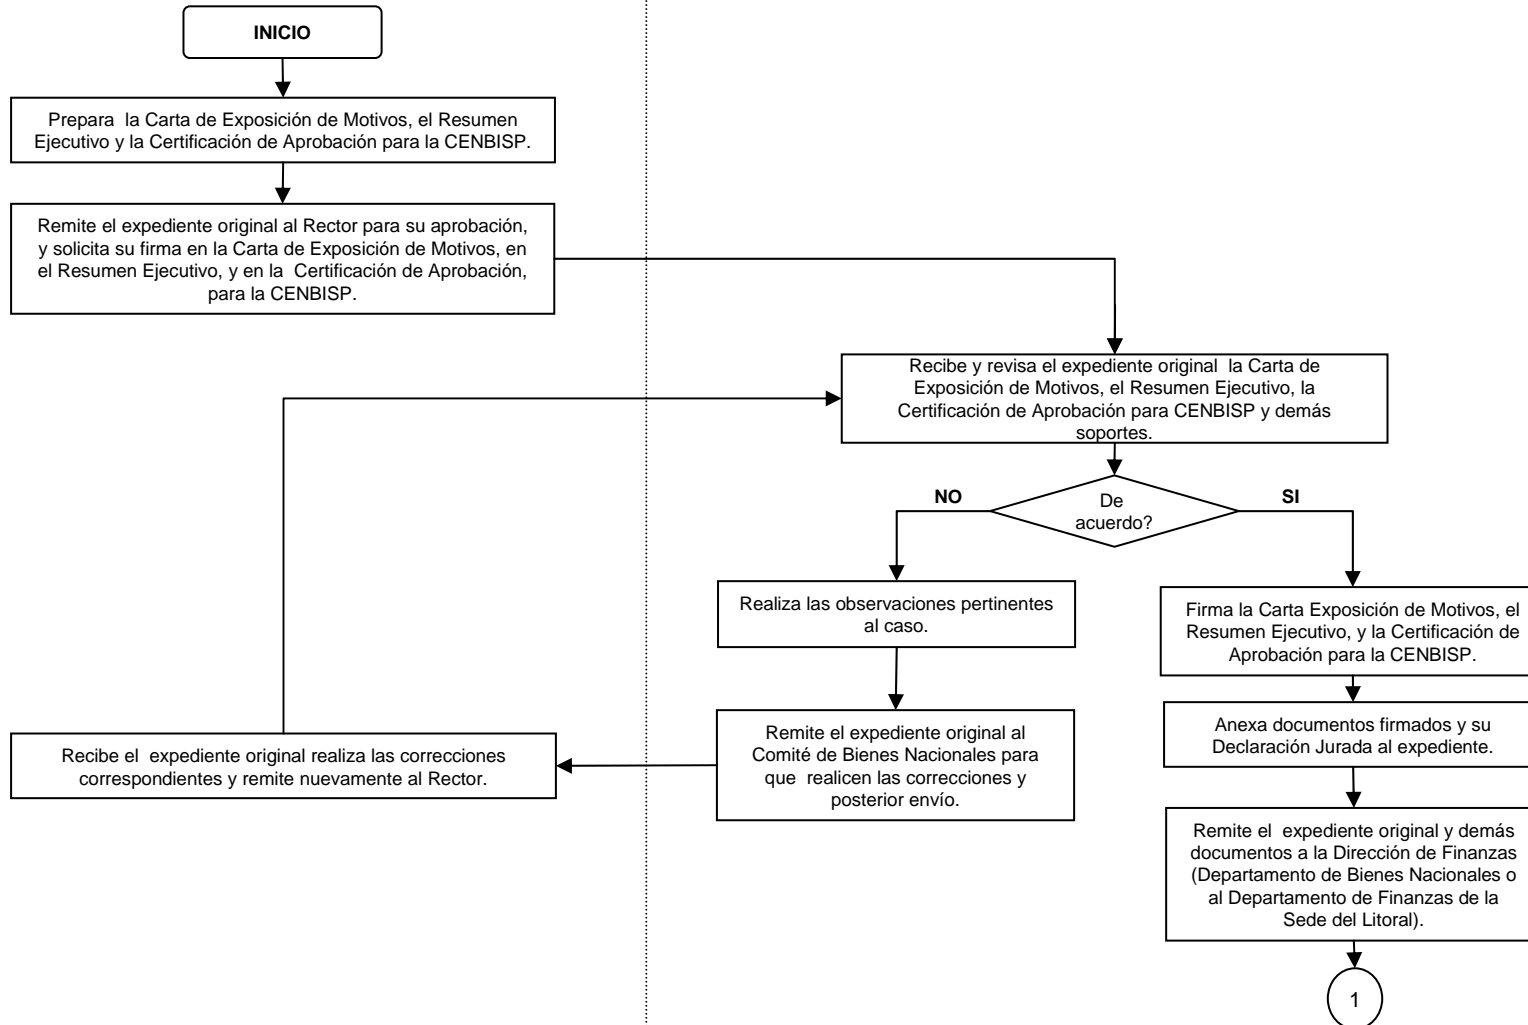 INICIO
Prepara la Carta de Exposición de Motivos, el Resumen
Ejecutivo y la Certificación de Aprobación para la CENBISP.
Remite el expediente original al Rector para su aprobación,
y solicita su firma en la Carta de Exposición de Motivos, en
el Resumen Ejecutivo, y en la Certificación de Aprobación,
para la CENBISP.
Recibe y revisa el expediente original la Carta de
Exposición de Motivos, el Resumen Ejecutivo, la
Certificación de Aprobación para CENBISP y demás
soportes.
De
acuerdo?
NO
SI
Realiza las observaciones pertinentes
al caso.
Remite el expediente original al
Comité de Bienes Nacionales para
que realicen las correcciones y
posterior envío.
Recibe el expediente original realiza las correcciones
correspondientes y remite nuevamente al Rector.
Firma la Carta Exposición de Motivos, el
Resumen Ejecutivo, y la Certificación de
Aprobación para la CENBISP.
Anexa documentos firmados y su
Declaración Jurada al expediente.
Remite el expediente original y demás
documentos a la Dirección de Finanzas
(Departamento de Bienes Nacionales o
al Departamento de Finanzas de la
Sede del Litoral).
1